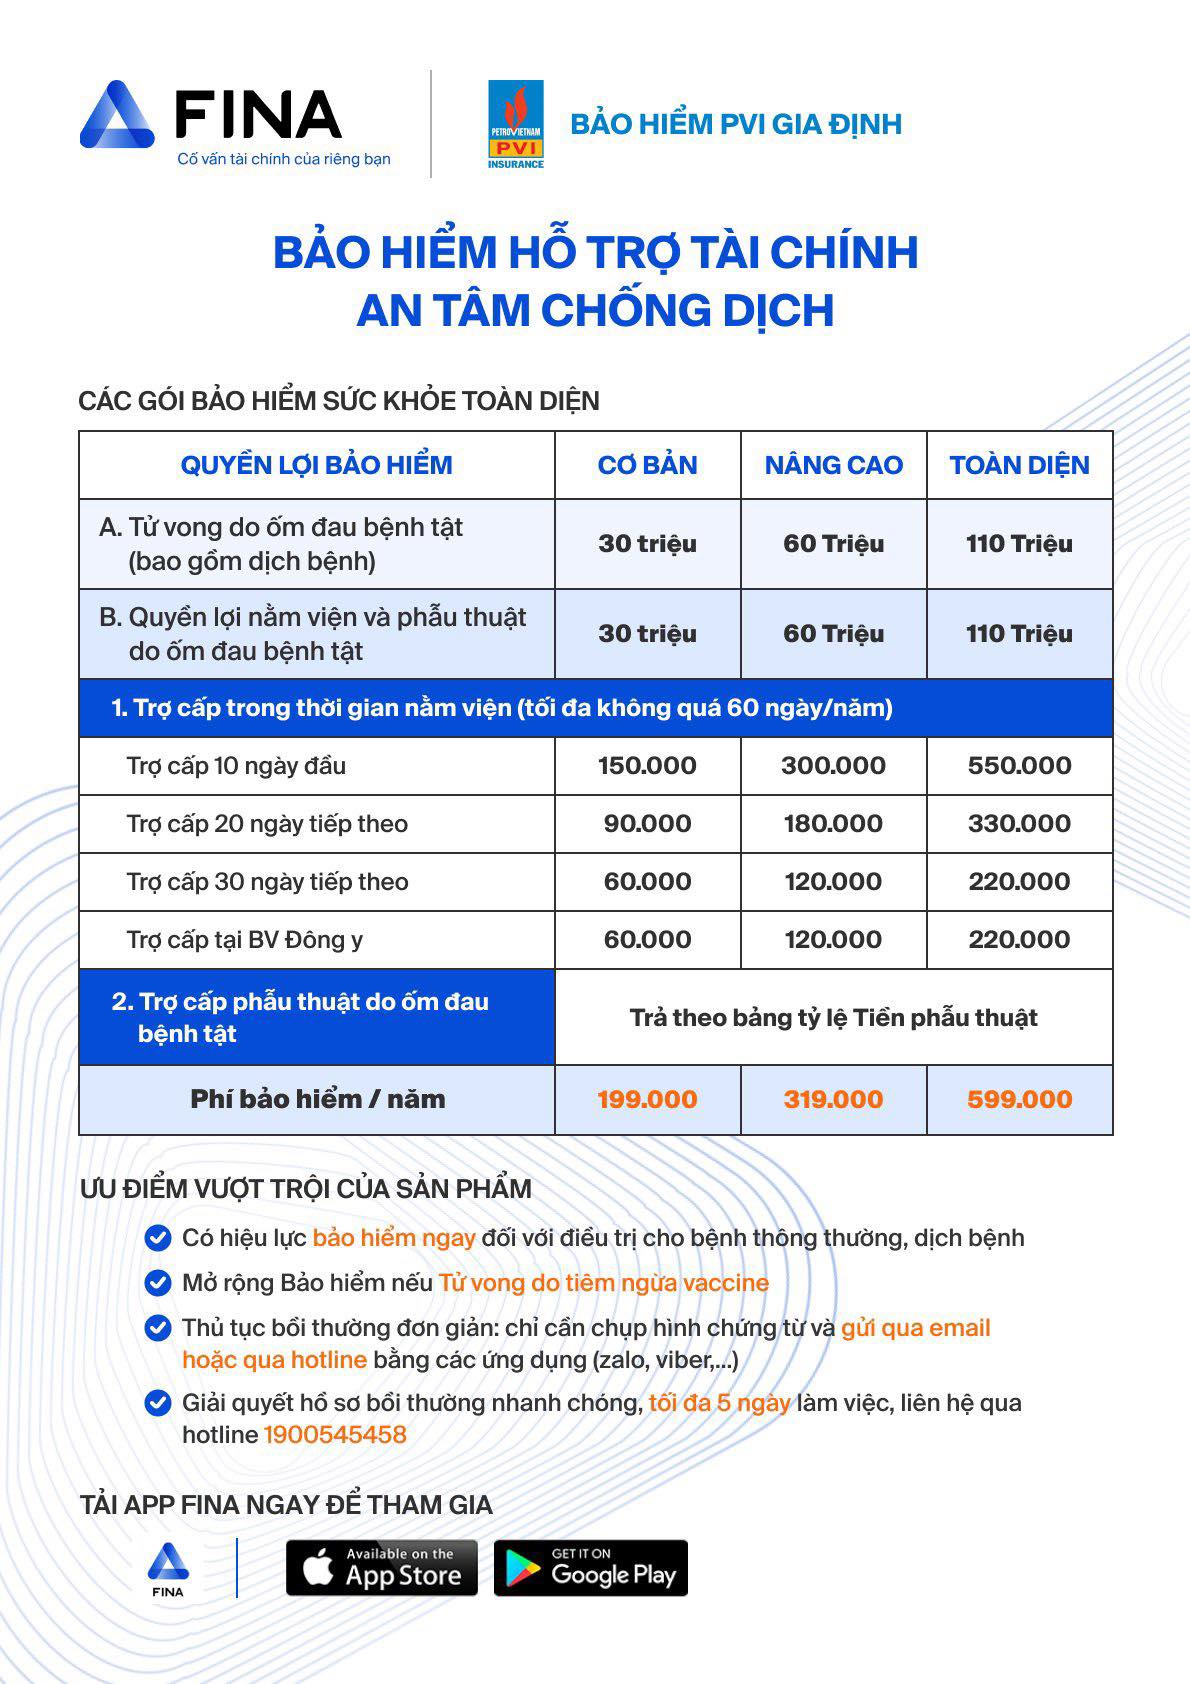 FINA
Cố vấn tài chính của riêng bạn
PETROVIETNAM
PVI
INSURANCE
BẢO HIỂM PVI GIA ĐỊNH
BẢO HIỂM HỖ TRỢ TÀI CHÍNH
AN TÂM CHỐNG DỊCH
CÁC GÓI BẢO HIỂM SỨC KHỎE TOÀN DIỆN
QUYỀN LỢI BẢO HIỂM CƠ BẢN NÂNG CAO TOÀN DIỆN
A. Tử vong do ốm đau bệnh tật
(bao gồm dịch bệnh)
30 triệu 60 Triệu 110 Triệu
B. Quyền lợi nằm viện và phẫu thuật
do ốm đau bệnh tật
30 triệu 60 Triệu 110 Triệu
1. Trợ cấp trong thời gian nằm viện (tối đa không quá 60 ngày/năm)
Trợ cấp 10 ngày đầu 150.000 300.000 550.000
Trợ cấp 20 ngày tiếp theo 90.000 180.000 330.000
Trợ cấp 30 ngày tiếp theo 60.000 120.000 220.000
Trợ cấp tại BV Đông y 60.000 120.000 220.000
2. Trợ cấp phẫu thuật do ốm đau
bệnh tật
Trả theo bảng tỷ lệ Tiền phẫu thuật
Phí bảo hiểm / năm 199.000 319.000 599.000
ƯU ĐIỂM VƯỢT TRỘI CỦA SẢN PHẨM
Có hiệu lực bảo hiểm ngay đối với điều trị cho bệnh thông thường, dịch bệnh
Mở rộng Bảo hiểm nếu Tử vong do tiêm ngừa vaccine
Thủ tục bồi thường đơn giản: chỉ cần chụp hình chứng từ và gửi qua email
hoặc qua hotline bằng các ứng dụng (zalo, viber,...)
Giải quyết hồ sơ bồi thường nhanh chóng, tối đa 5 ngày làm việc, liên hệ qua
hotline 1900545458
TẢI APP FINA NGAY ĐỂ THAM GIA
FINA
Available on the
App Store
GET IT ON
Google Play